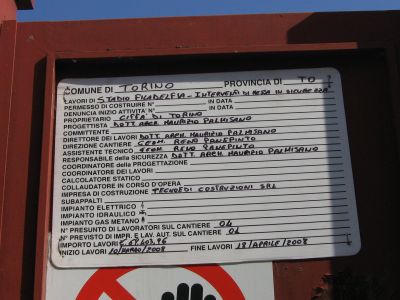 COMUNE DI TORINO PROVINCIA DI TO
LAVORI DI STADIO FILADELFIA - INTERVENTI DI MESSA IN SICUREZZA
PERMESSO DI COSTRUIRE N° IN DATA
DENUNCIA INIZIO ATTIVITA' N° IN DATA
PROPRIETARIO CITTÀ DI TORINO
PROGETTISTA DOTT. ARCH. MAURIZIO PALMISANO
COMMITTENTE
DIRETTORE DEI LAVORI DOTT. ARCH. MAURIZIO PALMISANO
DIREZIONE CANTIERE GEOM. RENO PANEPINTO
ASSISTENTE TECNICO GEOM. RENO PANEPINTO
RESPONSABILE della SICUREZZA DOTT. ARCH. MAURIZIO PALMISANO
COORDINATORE della PROGETTAZIONE
COORDINATORE DEI LAVORI
CALCOLATORE STATICO
COLLAUDATORE IN CORSO D'OPERA
IMPRESA DI COSTRUZIONE TECNOEDI COSTRUZIONI SRL
SUBAPPALTI
IMPIANTO ELETTRICO
IMPIANTO IDRAULICO
IMPIANTO GAS METANO
N° PRESUNTO DI LAVORATORI SUL CANTIERE 04
N° PREVISTO DI IMPR. E LAV. AUT. SUL CANTIERE 01
IMPORTO LAVORI
INIZIO LAVORI 10/MARZO/2008 FINE LAVORI 18/APRILE/2008